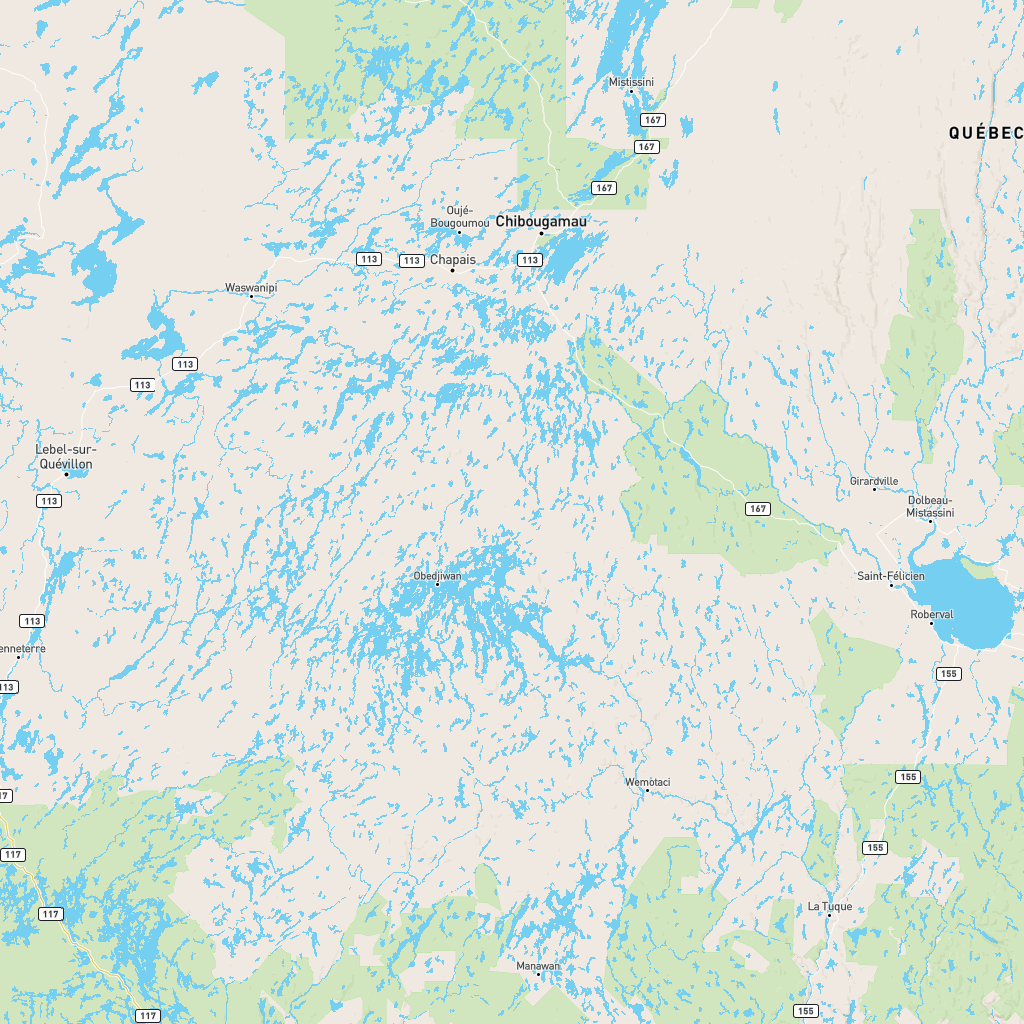 Mistissini
167
QUÉBEC
167
167
Oujé-
Bougoumou
Chibougamau
113
113
Chapais
113
Waswanipi
113
113
Lebel-sur-
Quévillon
113
Girardville
Dolbeau-
Mistassini
167
Obedjiwan
Saint-Félicien
Roberval
113
enneterre
155
113
155
Wemotaci
17
155
117
La Tuque
117
Manawan
155
117